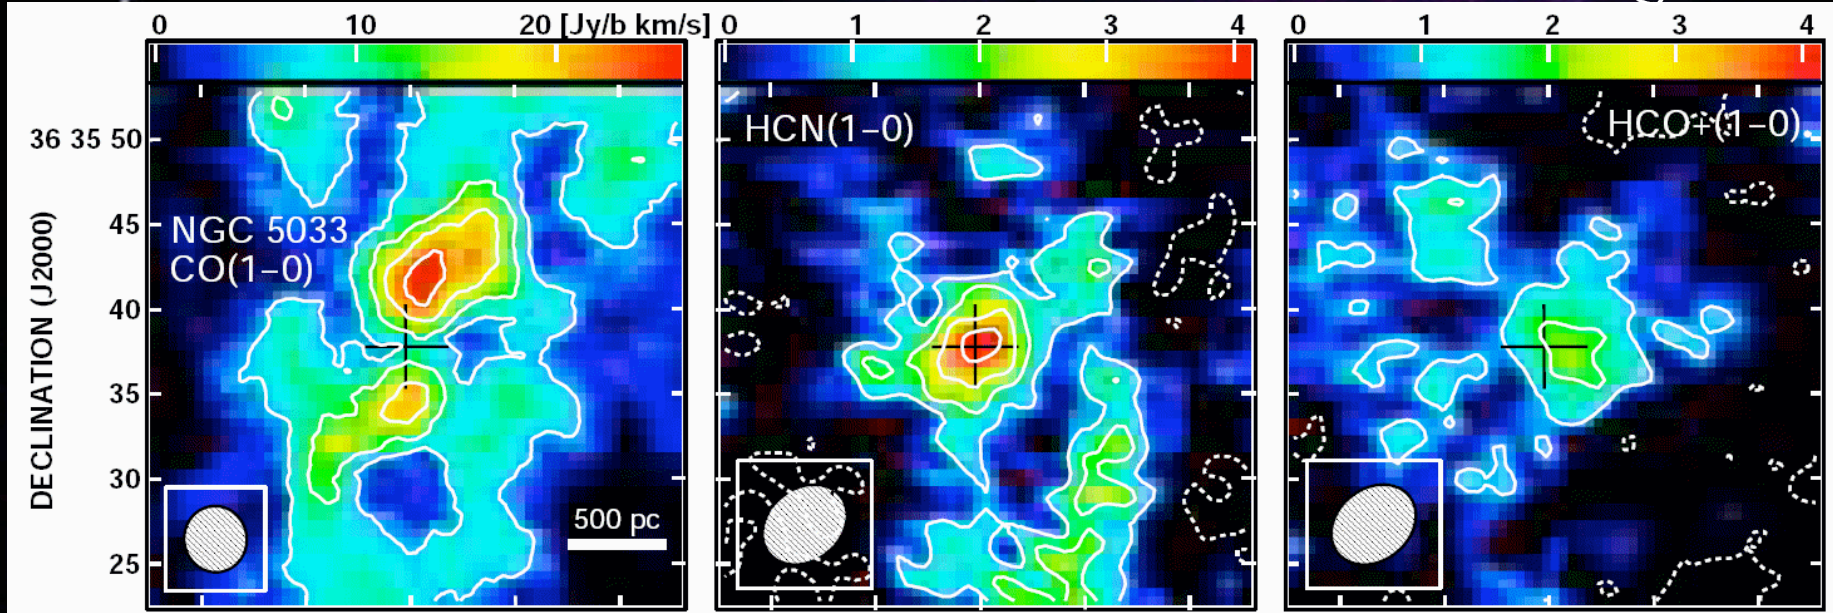 0 10 20 [Jy/b km/s] 0 1 2 3 4 0 1 2 3 4
36 35 50
45
40
35
30
25
DECLINATION (J2000)
NGC 5033
CO(1–0)
500 pc
HCN(1–0)
HCO+(1–0)